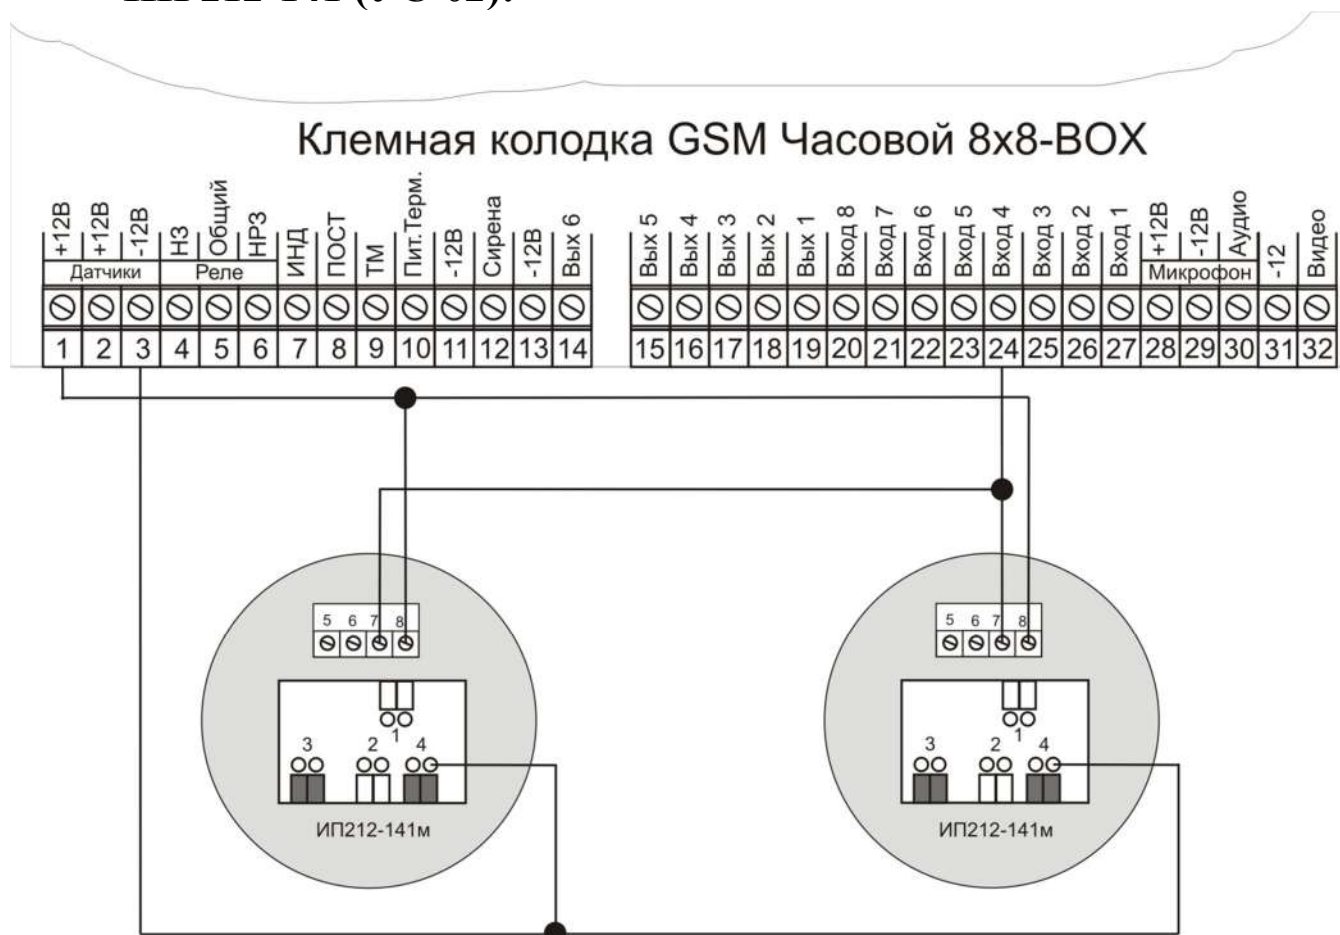 Клемная колодка GSM Часовой 8x8-BOX
+12В +12В -12В НЗ Общий НРЗ ИНД ПОСТ ТМ Пит.Терм. -12В Сирена -12В Вых 6 Вых 5 Вых 4 Вых 3 Вых 2 Вых 1 Вход 8 Вход 7 Вход 6 Вход 5 Вход 4 Вход 3 Вход 2 Вход 1 +12В -12В Аудио -12 Видео
Датчики Реле Микрофон
1 2 3 4 5 6 7 8 9 10 11 12 13 14 15 16 17 18 19 20 21 22 23 24 25 26 27 28 29 30 31 32
5 6 7 8 5 6 7 8
1 1
3 2 4 3 2 4
ИП212-141м ИП212-141м